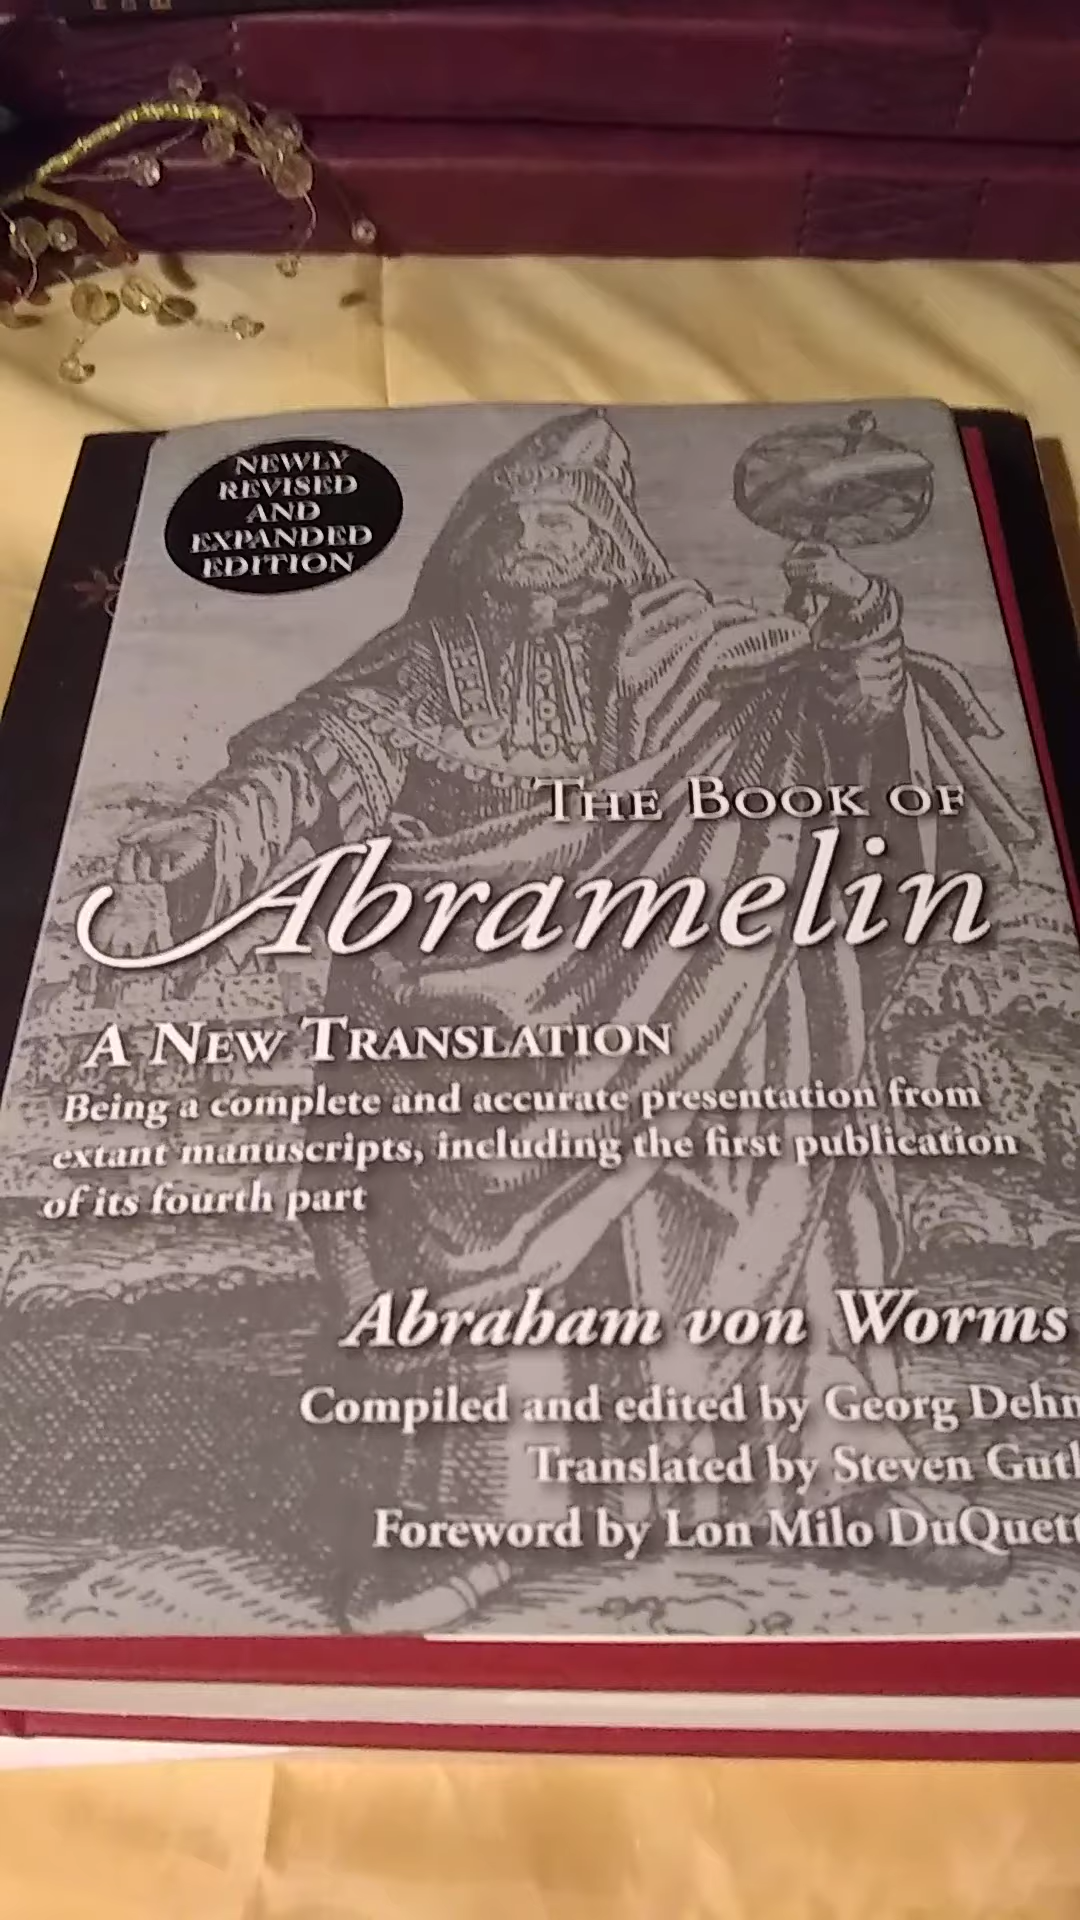 NEWLY
REVISED
AND
EXPANDED
EDITION
THE BOOK OF
Abramelin
A NEW TRANSLATION
Being a complete and accurate presentation from
extant manuscripts, including the first publication
of its fourth part
Abraham von Worms
Compiled and edited by Georg Dehn
Translated by Steven
Foreword by Lon Milo